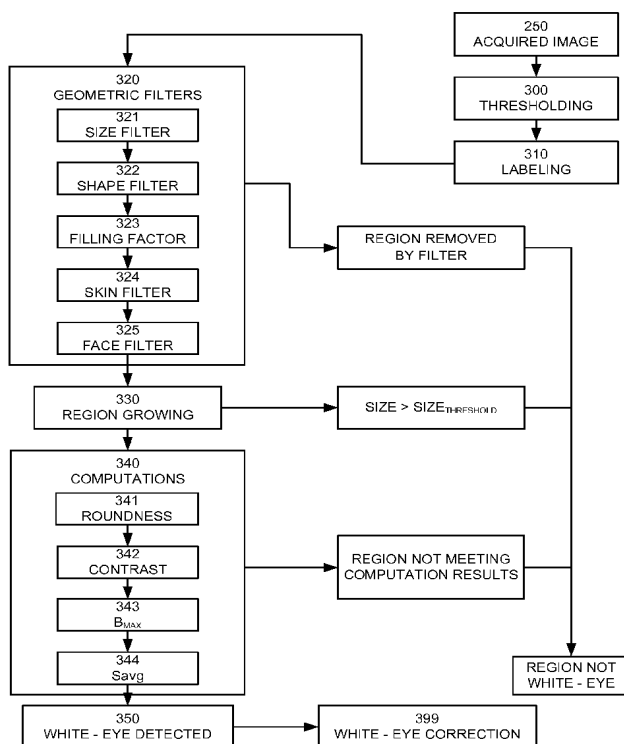 250
ACQUIRED IMAGE
300
THRESHOLDING
310
LABELING
320
GEOMETRIC FILTERS
321
SIZE FILTER
322
SHAPE FILTER
323
FILLING FACTOR
324
SKIN FILTER
325
FACE FILTER
REGION REMOVED
BY FILTER
330
REGION GROWING
SIZE > SIZETHRESHOLD
340
COMPUTATIONS
341
ROUNDNESS
342
CONTRAST
343
BMAX
344
Savg
REGION NOT MEETING
COMPUTATION RESULTS
REGION NOT
WHITE - EYE
350
WHITE - EYE DETECTED
399
WHITE - EYE CORRECTION